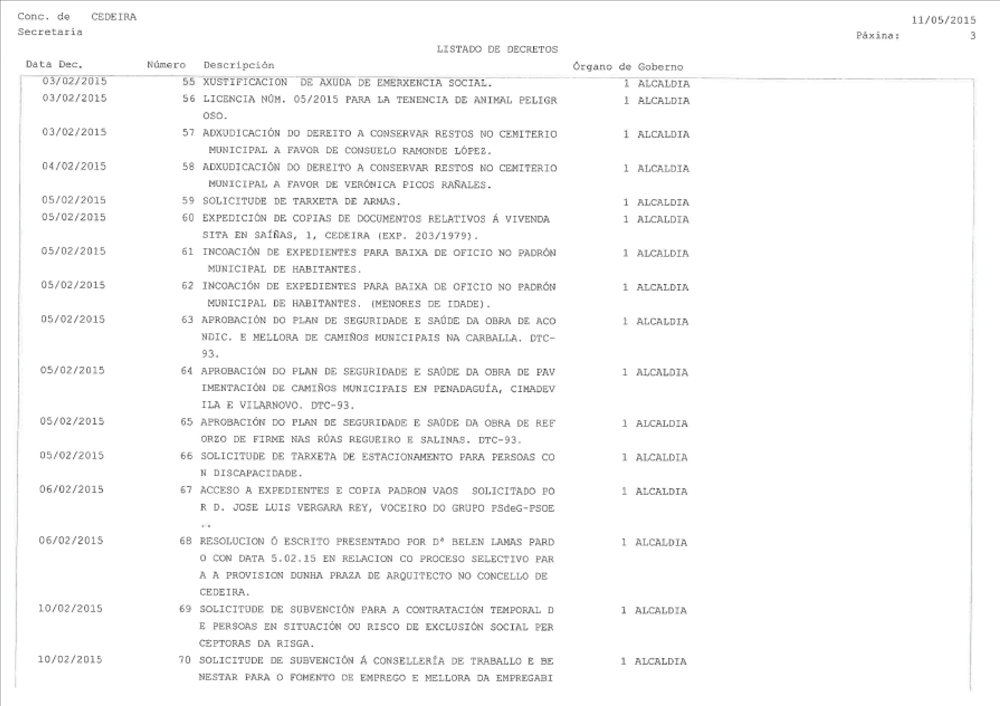 Conc. de CEDEIRA
11/05/2015
Secretaria
Páxina: 3
LISTADO DE DECRETOS
Data Dec. Número Descripción Órgano de Goberno
03/02/2015 55 XUSTIFICACION DE AXUDA DE EMERXENCIA SOCIAL. 1 ALCALDIA
03/02/2015 56 LICENCIA NÚM. 05/2015 PARA LA TENENCIA DE ANIMAL PELIGR 1 ALCALDIA
OSO.
03/02/2015 57 ADXUDICACIÓN DO DEREITO A CONSERVAR RESTOS NO CEMITERIO 1 ALCALDIA
MUNICIPAL A FAVOR DE CONSUELO RAMONDE LÓPEZ.
04/02/2015 58 ADXUDICACIÓN DO DEREITO A CONSERVAR RESTOS NO CEMITERIO 1 ALCALDIA
MUNICIPAL A FAVOR DE VERÓNICA PICOS RAÑALES.
05/02/2015 59 SOLICITUDE DE TARXETA DE ARMAS. 1 ALCALDIA
05/02/2015 60 EXPEDICIÓN DE COPIAS DE DOCUMENTOS RELATIVOS Á VIVENDA 1 ALCALDIA
SITA EN SAÍÑAS, 1, CEDEIRA (EXP. 203/1979).
05/02/2015 61 INCOACIÓN DE EXPEDIENTES PARA BAIXA DE OFICIO NO PADRÓN 1 ALCALDIA
MUNICIPAL DE HABITANTES.
05/02/2015 62 INCOACIÓN DE EXPEDIENTES PARA BAIXA DE OFICIO NO PADRÓN 1 ALCALDIA
MUNICIPAL DE HABITANTES. (MENORES DE IDADE).
05/02/2015 63 APROBACIÓN DO PLAN DE SEGURIDADE E SAÚDE DA OBRA DE ACO 1 ALCALDIA
NDIC. E MELLORA DE CAMIÑOS MUNICIPAIS NA CARBALLA. DTC-
93.
05/02/2015 64 APROBACIÓN DO PLAN DE SEGURIDADE E SAÚDE DA OBRA DE PAV 1 ALCALDIA
IMENTACIÓN DE CAMIÑOS MUNICIPAIS EN PENADAGUÍA, CIMADEV
ILA E VILARNOVO. DTC-93.
05/02/2015 65 APROBACIÓN DO PLAN DE SEGURIDADE E SAÚDE DA OBRA DE REF 1 ALCALDIA
ORZO DE FIRME NAS RÚAS REGUEIRO E SALINAS. DTC-93.
05/02/2015 66 SOLICITUDE DE TARXETA DE ESTACIONAMENTO PARA PERSOAS CO 1 ALCALDIA
N DISCAPACIDADE.
06/02/2015 67 ACCESO A EXPEDIENTES E COPIA PADRON VAOS SOLICITADO PO 1 ALCALDIA
R D. JOSE LUIS VERGARA REY, VOCEIRO DO GRUPO PSdeG-PSOE
..
06/02/2015 68 RESOLUCION Ó ESCRITO PRESENTADO POR Dª BELEN LAMAS PARD 1 ALCALDIA
O CON DATA 5.02.15 EN RELACION CO PROCESO SELECTIVO PAR
A A PROVISION DUNHA PRAZA DE ARQUITECTO NO CONCELLO DE
CEDEIRA.
10/02/2015 69 SOLICITUDE DE SUBVENCIÓN PARA A CONTRATACIÓN TEMPORAL D 1 ALCALDIA
E PERSOAS EN SITUACIÓN OU RISCO DE EXCLUSIÓN SOCIAL PER
CEPTORAS DA RISGA.
10/02/2015 70 SOLICITUDE DE SUBVENCIÓN Á CONSELLERÍA DE TRABALLO E BE 1 ALCALDIA
NESTAR PARA O FOMENTO DE EMPREGO E MELLORA DA EMPREGABI